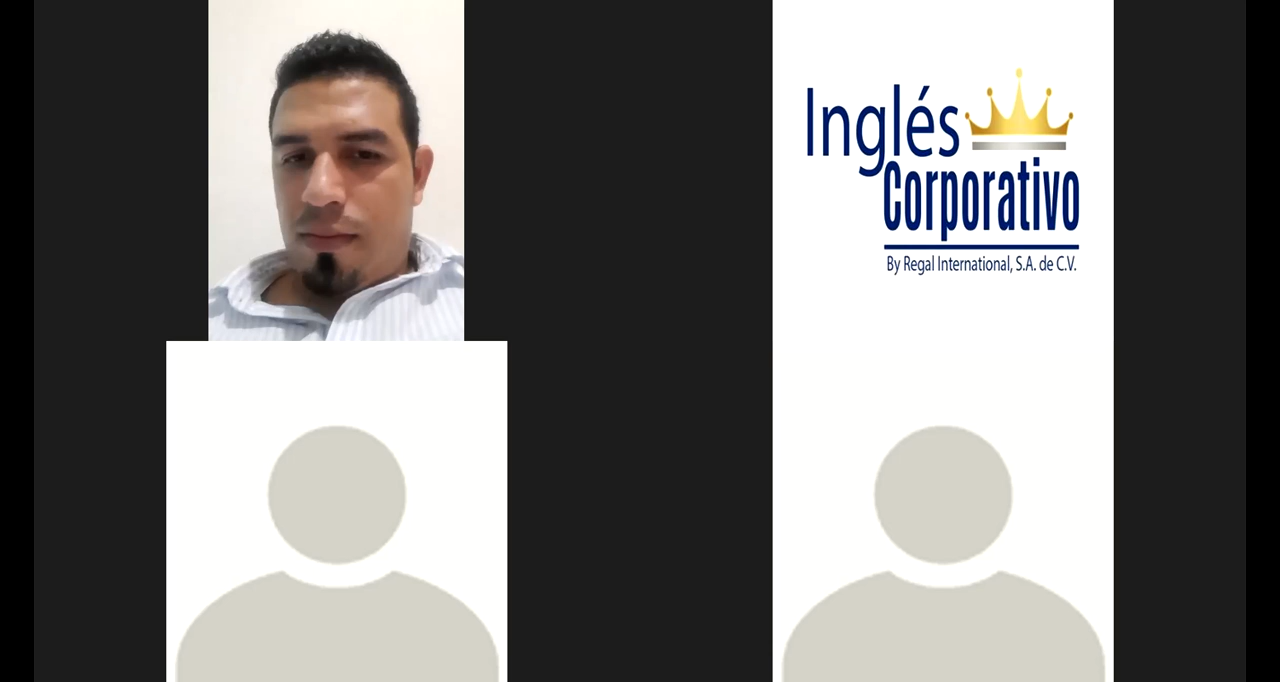 Inglés
Corporativo
By Regal International, S.A. de C.V.